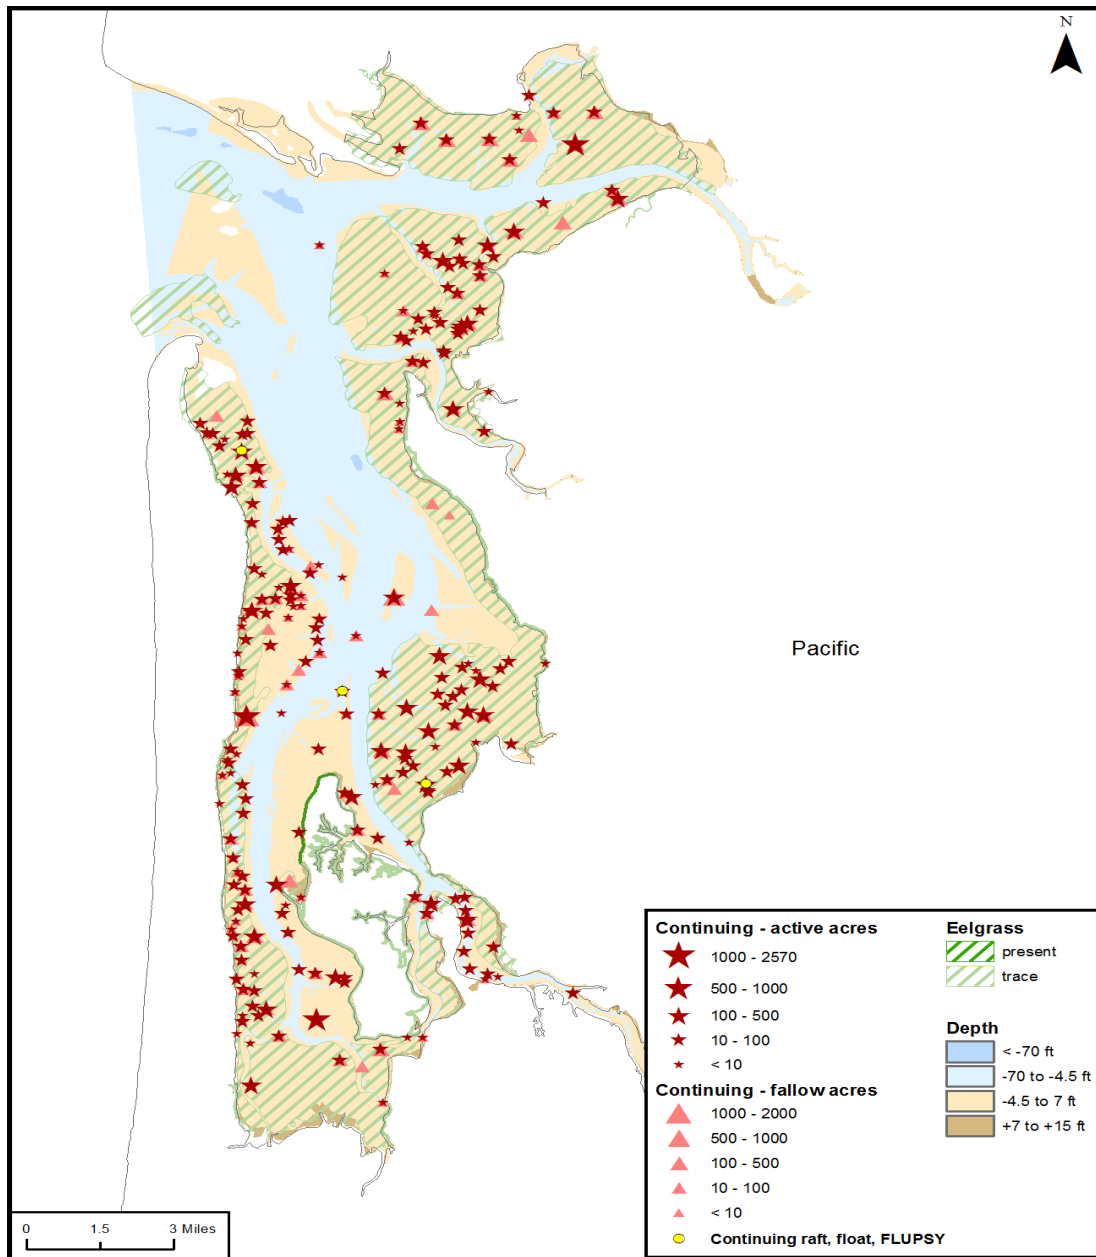 N
Pacific
Continuing - active acres
1000 - 2570
500 - 1000
100 - 500
10 - 100
< 10
Continuing - fallow acres
1000 - 2000
500 - 1000
100 - 500
10 - 100
< 10
Continuing raft, float, FLUPSY
Eelgrass
present
trace
Depth
< -70 ft
-70 to -4.5 ft
-4.5 to 7 ft
+7 to +15 ft
0 1.5 3 Miles